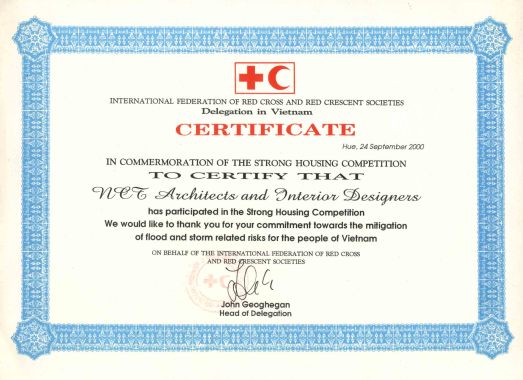 INTERNATIONAL FEDERATION OF RED CROSS AND RED CRESCENT SOCIETIES
Delegation in Vietnam
CERTIFICATE
Hue, 24 September 2000
IN COMMERMORATION OF THE STRONG HOUSING COMPETITION
TO CERTIFY THAT
NCT Architects and Interior Designers
has participated in the Strong Housing Competition
We would like to thank you for your commitment towards the mitigation
of flood and storm related risks for the people of Vietnam
ON BEHALF OF THE INTERNATIONAL FEDERATION OF RED CROSS
AND RED CRESCENT SOCIETIES
John Geoghegan
Head of Delegation